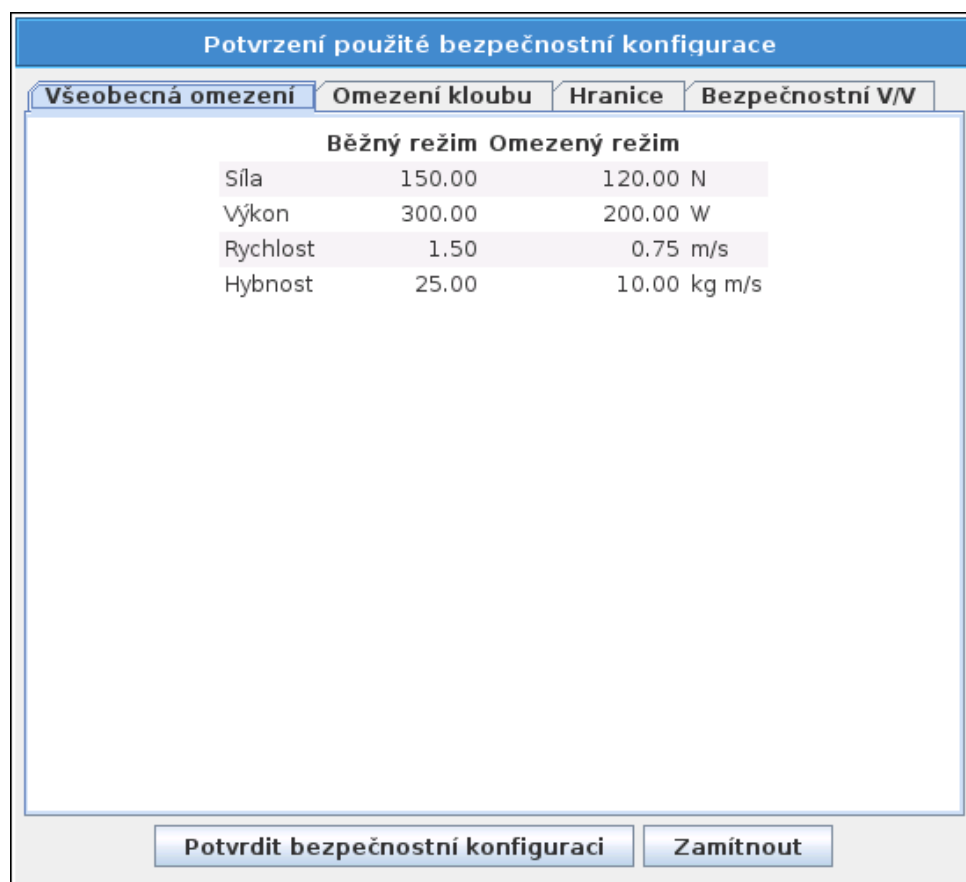 Potvrzení použité bezpečnostní konfigurace
Všeobecná omezení Omezení kloubu Hranice Bezpečnostní V/V
Běžný režim Omezený režim
Síla 150.00 120.00 N
Výkon 300.00 200.00 W
Rychlost 1.50 0.75 m/s
Hybnost 25.00 10.00 kg m/s
Potvrdit bezpečnostní konfiguraci Zamítnout